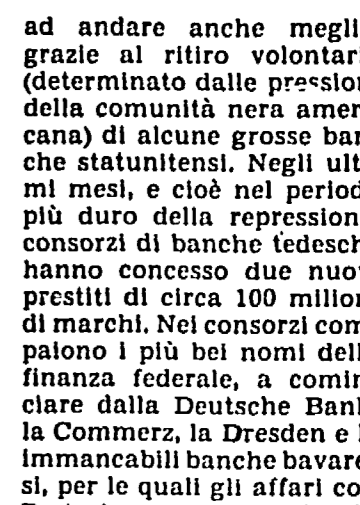 ad andare anche megli
grazie al ritiro volontar
(determinato dalle pression
della comunità nera amer
cana) di alcune grosse ban
che statunitensi. Negli ult
mi mesi, e cioè nel period
più duro della repression
consorzi di banche tedesch
hanno concesso due nuov
prestiti di circa 100 milion
di marchi. Nei consorzi com
paiono i più bei nomi dell
finanza federale, a comin
ciare dalla Deutsche Bank
la Commerz, la Dresden e l
immancabili banche bavare
si, per le quali gli affari co